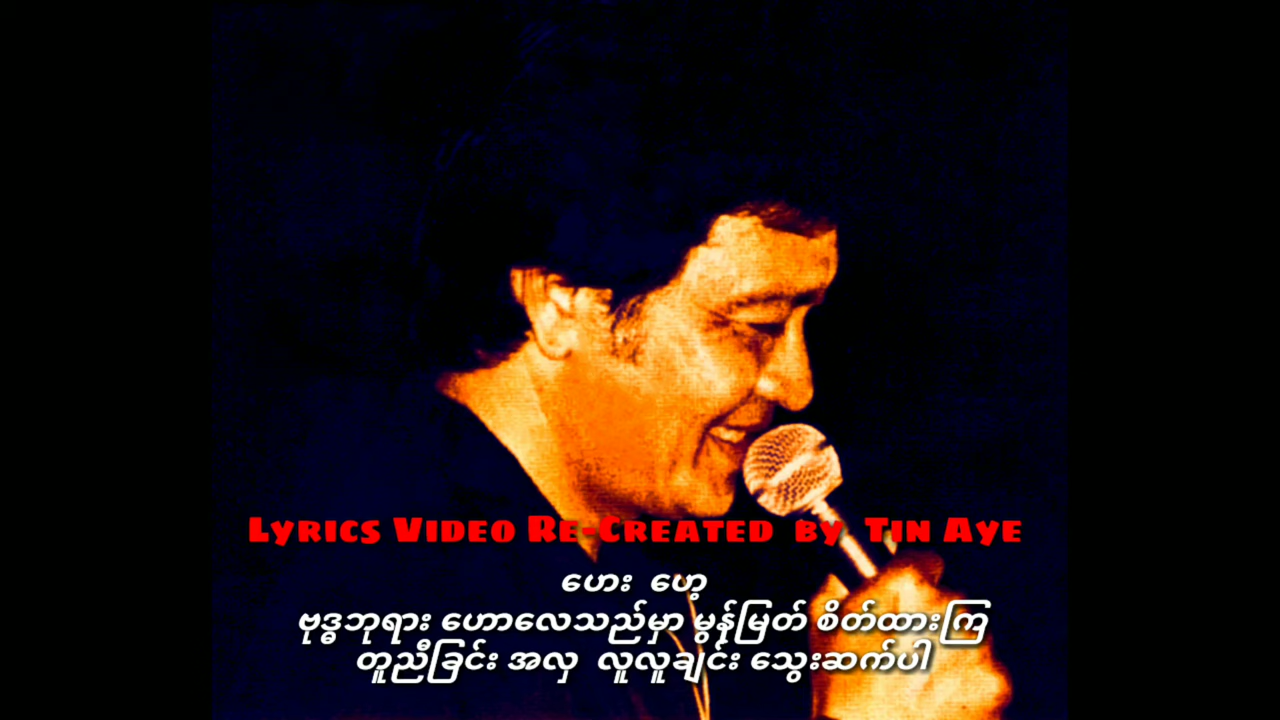 Lyrics Video Re-Created by Tin Aye
ဟေး ဟော့
ဗုဒ္ဓဘုရား ဟောလေသည်မှာ မွန်မြတ် စိတ်ထားကြ
တူညီခြင်း အလှ လူလူချင်း သွေးဆက်ပါ